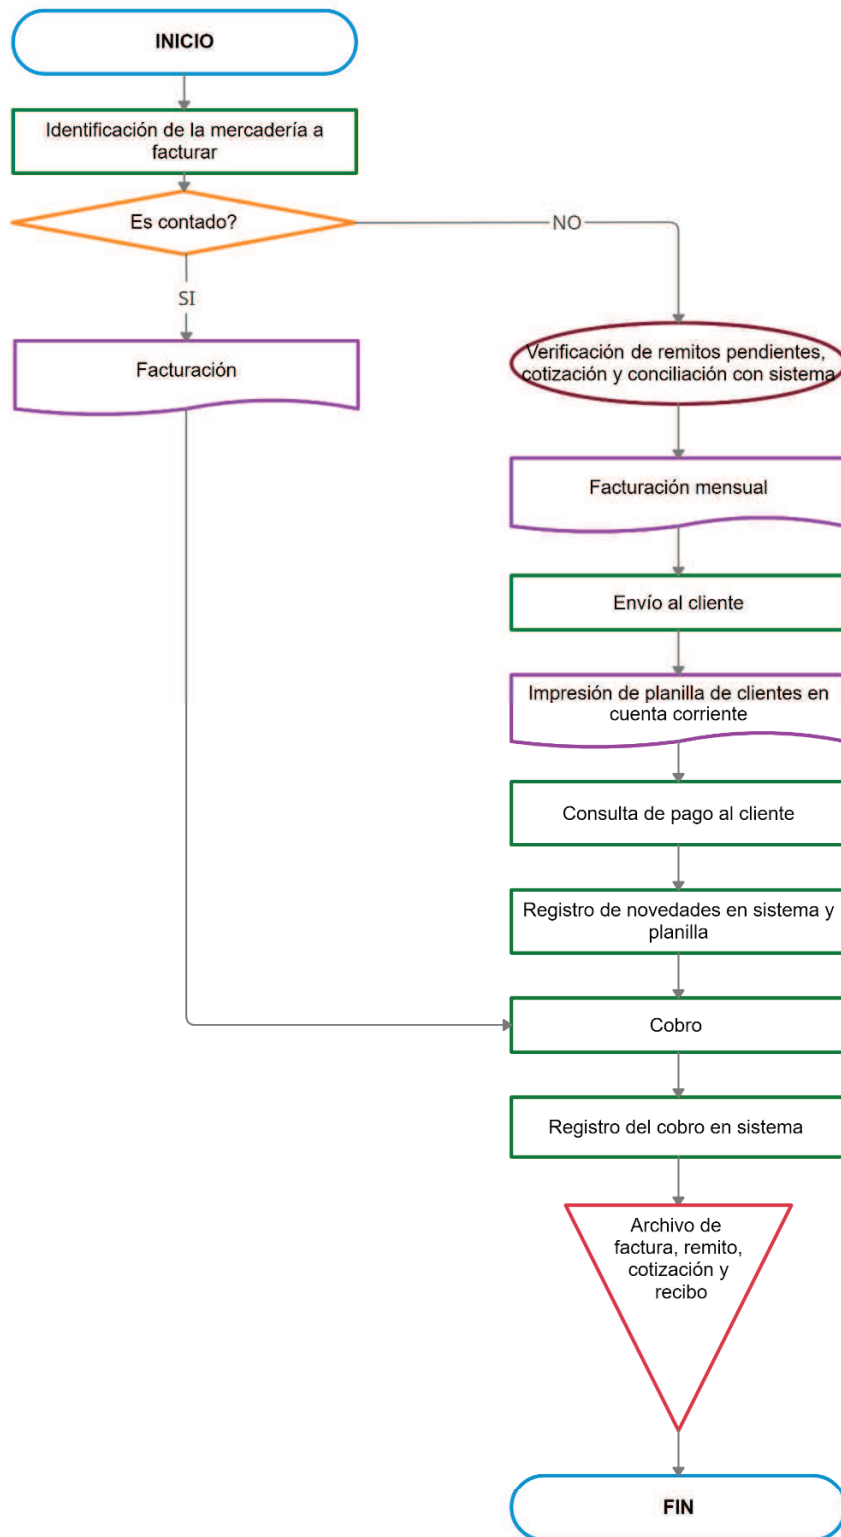 INICIO
Identificación de la mercadería a
facturar
Es contado?
NO
SI
Facturación
Verificación de remitos pendientes,
cotización y conciliación con sistema
Facturación mensual
Envío al cliente
Impresión de planilla de clientes en
cuenta corriente
Consulta de pago al cliente
Registro de novedades en sistema y
planilla
Cobro
Registro del cobro en sistema
Archivo de
factura, remito,
cotización y
recibo
FIN